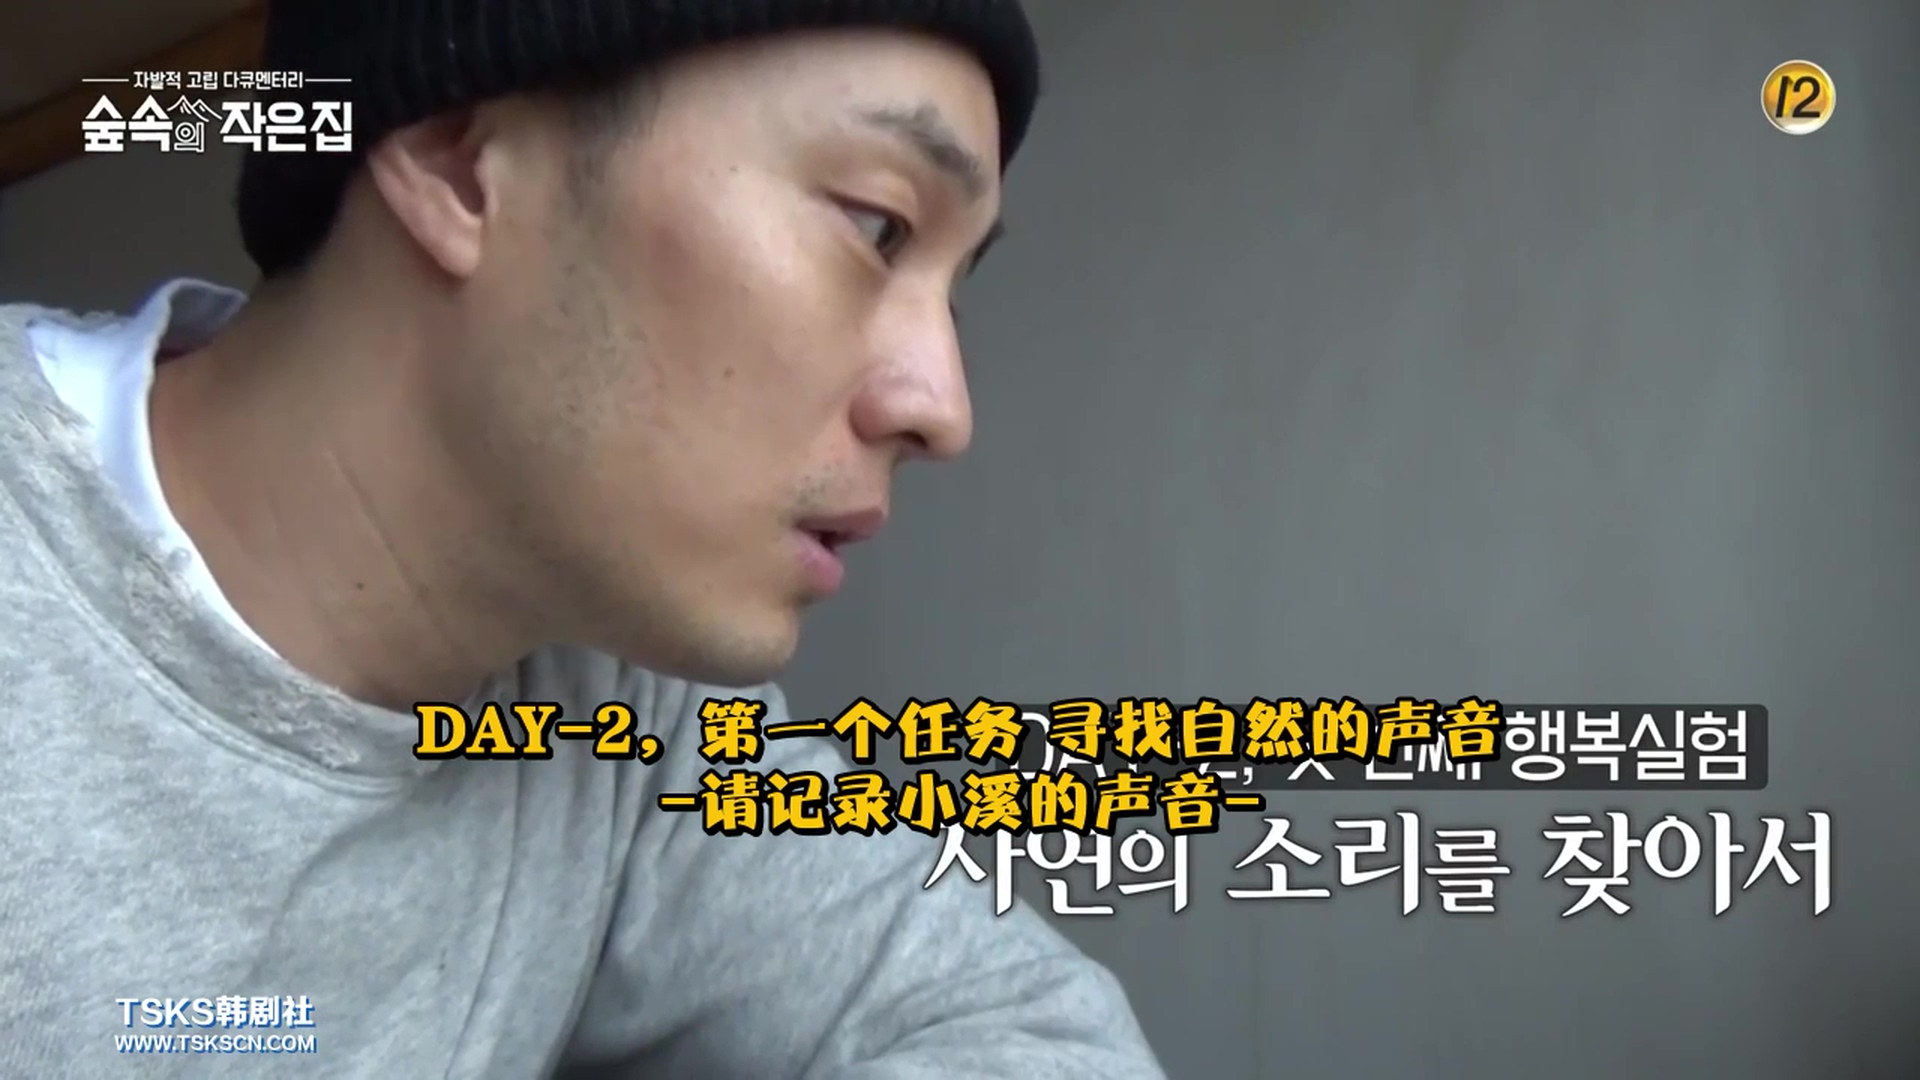 자발적 고립 다큐멘터리
숲속의 작은집
12
DAY-2，第一个任务 寻找自然的声音
-请记录小溪的声音-
행복실험
자연의 소리를 찾아서
TSKS韩剧社
WWW.TSKSCN.COM